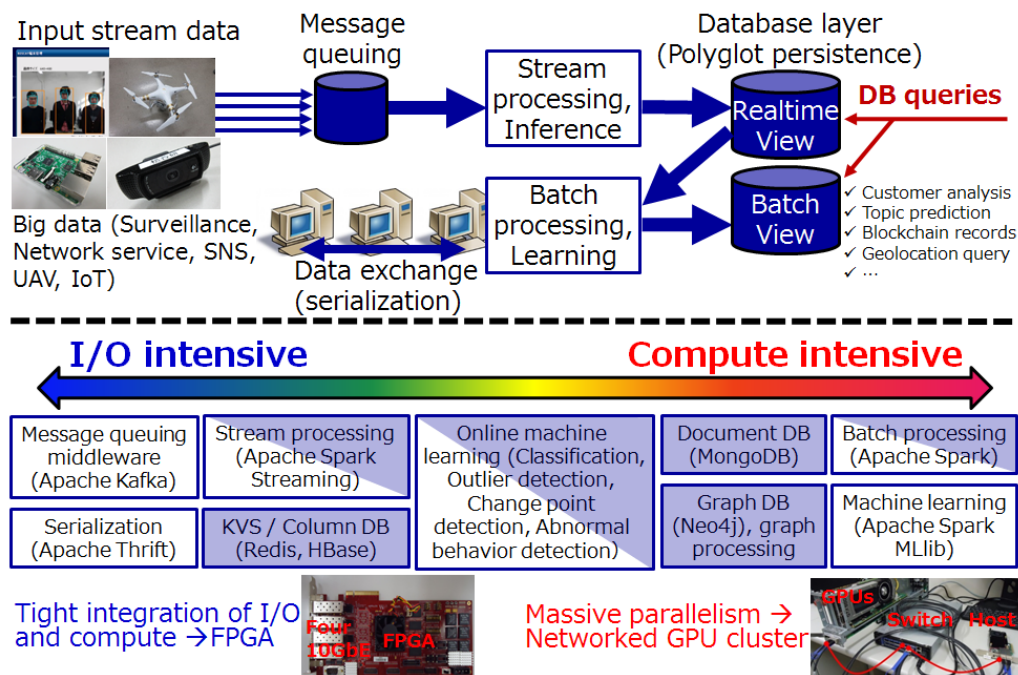 Input stream data
Message
queuing
Database layer
(Polyglot persistence)
Stream
processing,
Inference
Realtime
View
DB queries
Big data (Surveillance,
Network service, SNS,
UAV, IoT)
Data exchange
(serialization)
Batch
processing,
Learning
Batch
View
✓ Customer analysis
✓ Topic prediction
✓ Blockchain records
✓ Geolocation query
✓ ...
I/O intensive
Compute intensive
Message queuing
middleware
(Apache Kafka)
Stream processing
(Apache Spark
Streaming)
Online machine
learning (Classification,
Outlier detection,
Change point
detection, Abnormal
behavior detection)
Document DB
(MongoDB)
Batch processing
(Apache Spark)
Serialization
(Apache Thrift)
KVS / Column DB
(Redis, HBase)
Graph DB
(Neo4j), graph
processing
Machine learning
(Apache Spark
MLlib)
Tight integration of I/O
and compute →FPGA
Four
10GbE
FPGA
Massive parallelism →
Networked GPU cluster
GPUs
Switch
Host